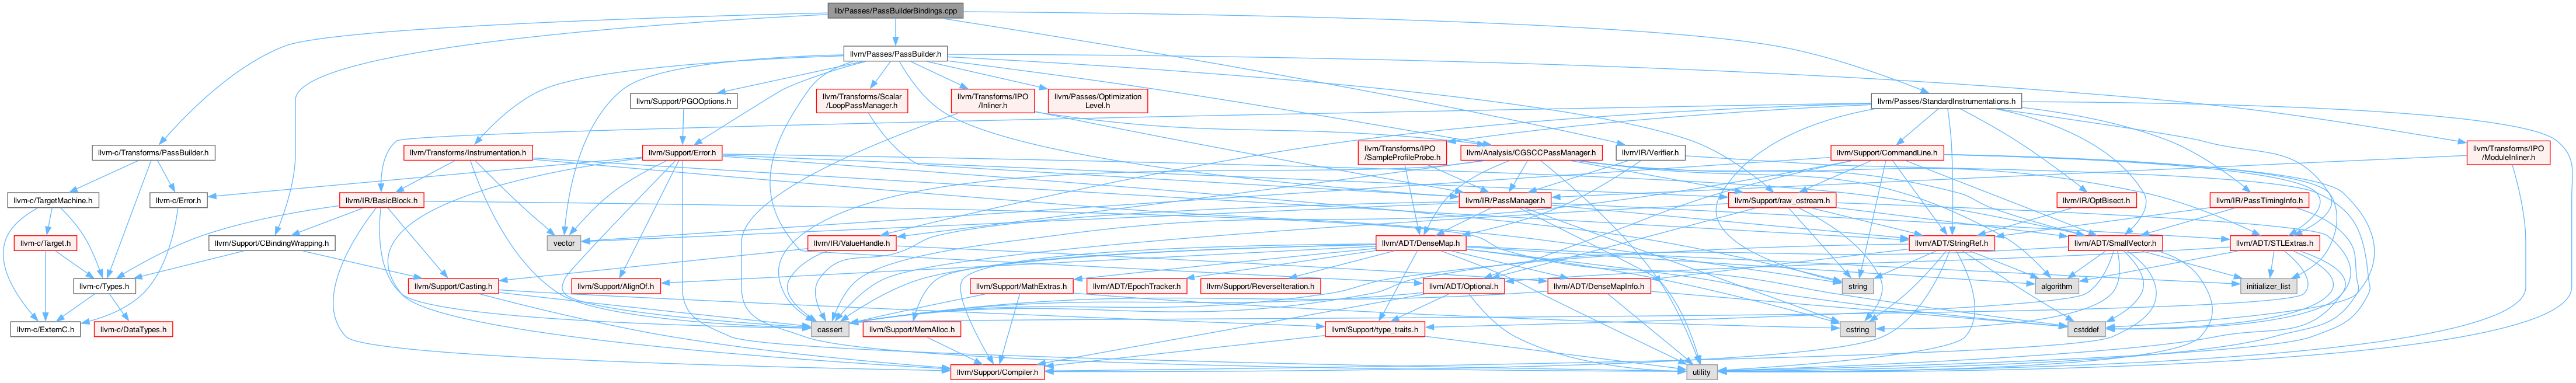 lib/Passes/PassBuilderBindings.cpp
llvm/Passes/PassBuilder.h
llvm/Support/PGOOptions.h
llvm/Transforms/Scalar
/LoopPassManager.h
llvm/Transforms/IPO
/Inliner.h
llvm/Passes/Optimization
Level.h
llvm/Passes/StandardInstrumentations.h
llvm-c/Transforms/PassBuilder.h
llvm/Transforms/Instrumentation.h
llvm/Support/Error.h
llvm/Transforms/IPO
/SampleProfileProbe.h
llvm/Analysis/CGSCCPassManager.h
llvm/IR/Verifier.h
llvm/Support/CommandLine.h
llvm/Transforms/IPO
/ModuleInliner.h
llvm-c/TargetMachine.h
llvm-c/Error.h
llvm/IR/BasicBlock.h
llvm/IR/PassManager.h
llvm/Support/raw_ostream.h
llvm/IR/OptBisect.h
llvm/IR/PassTimingInfo.h
llvm-c/Target.h
llvm/Support/CBindingWrapping.h
vector
llvm/IR/ValueHandle.h
llvm/ADT/DenseMap.h
llvm/ADT/StringRef.h
llvm/ADT/SmallVector.h
llvm/ADT/STLExtras.h
llvm-c/Types.h
llvm/Support/Casting.h
llvm/Support/AlignOf.h
llvm/Support/MathExtras.h
llvm/ADT/EpochTracker.h
llvm/Support/ReverseIteration.h
llvm/ADT/Optional.h
llvm/ADT/DenseMapInfo.h
string
algorithm
initializer_list
llvm-c/ExternC.h
llvm-c/DataTypes.h
cassert
llvm/Support/MemAlloc.h
llvm/Support/type_traits.h
cstring
cstddef
llvm/Support/Compiler.h
utility